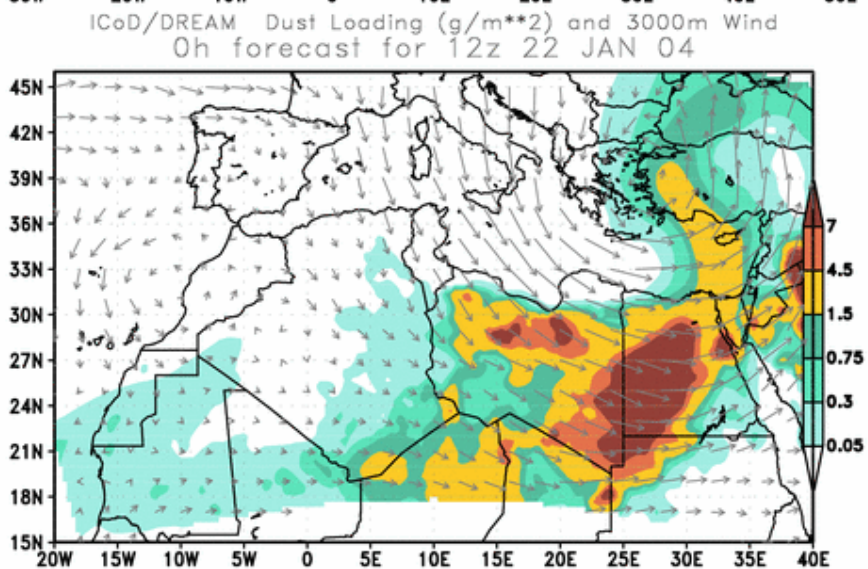 ICoD/DREAM Dust Loading (g/m**2) and 3000m Wind
0h forecast for 12z 22 JAN 04
45N
42N
39N
36N
33N
30N
27N
24N
21N
18N
15N
20W 15W 10W 5W 0 5E 10E 15E 20E 25E 30E 35E 40E
7
4.5
1.5
0.75
0.3
0.05